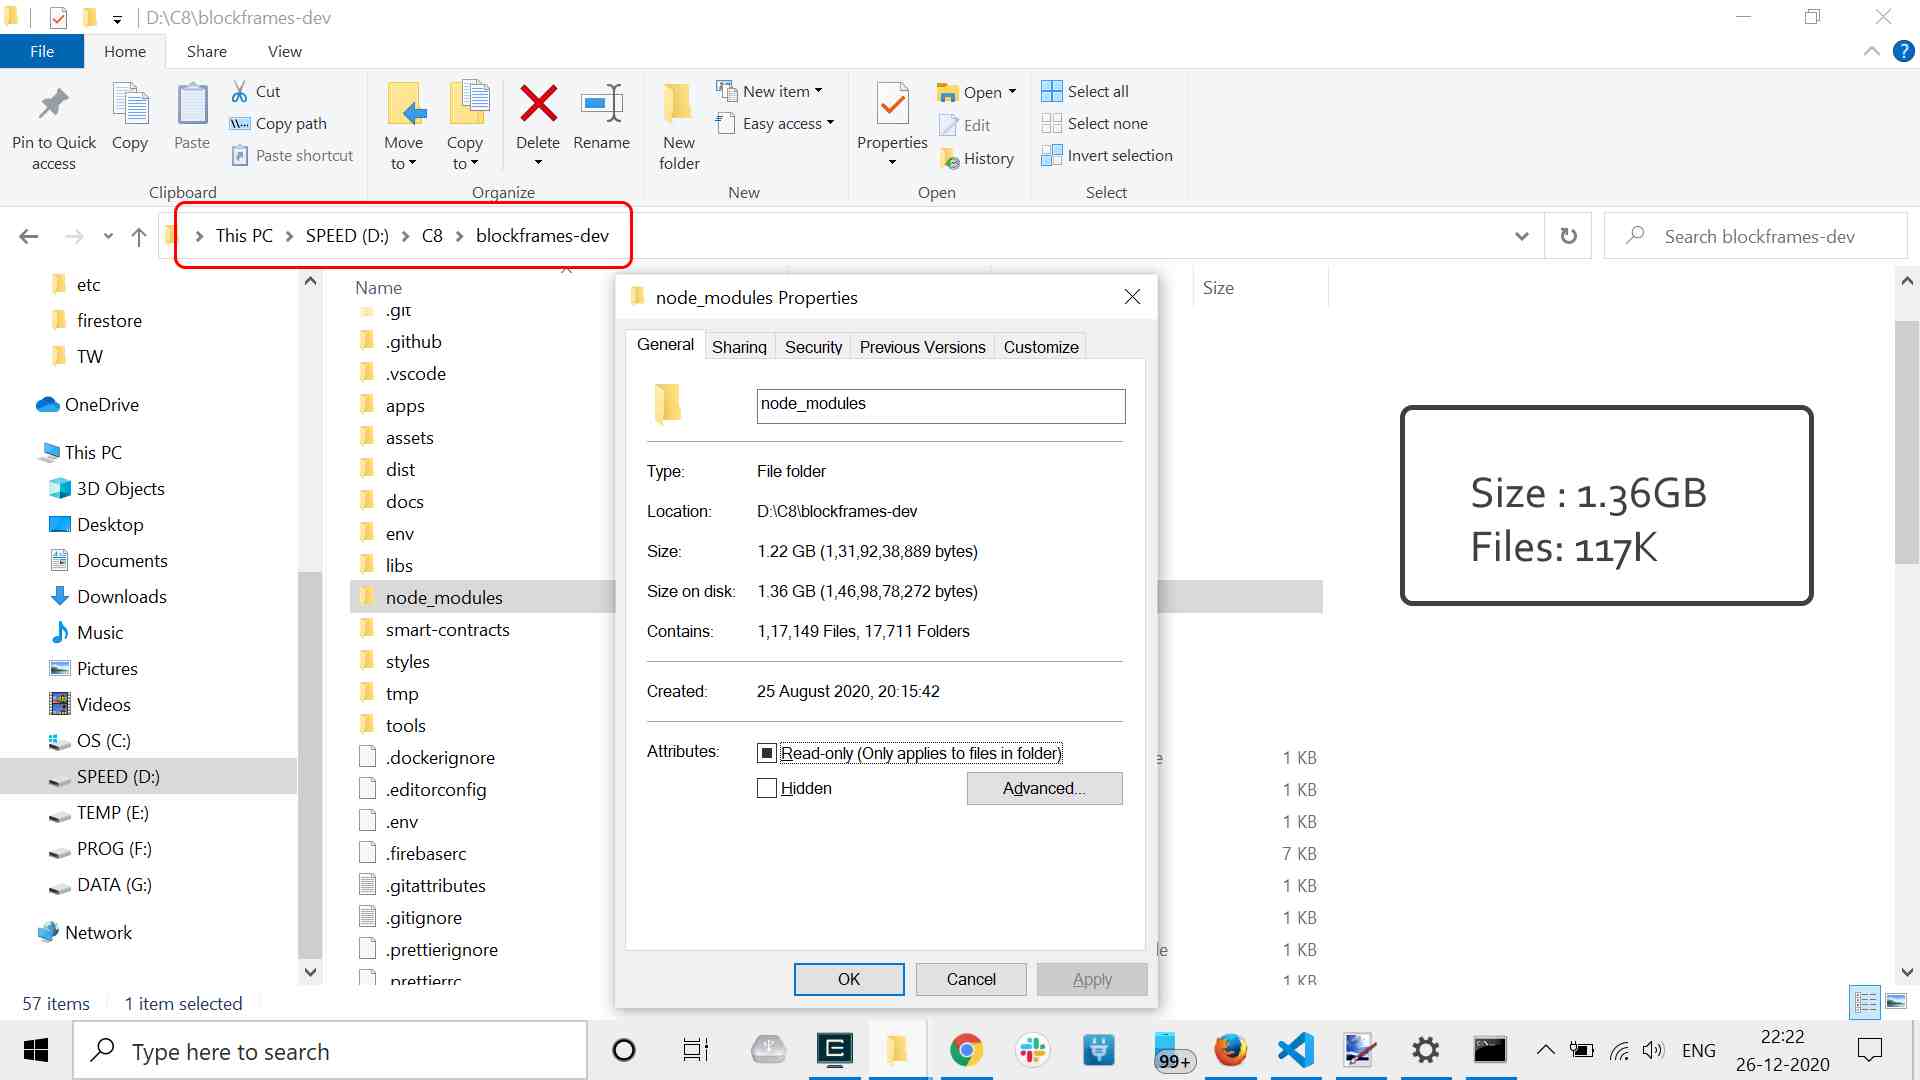 D:\C8\blockframes-dev
File Home Share View
Pin to Quick access
Copy
Paste
Cut
Copy path
Paste shortcut
Clipboard
Move to
Copy to
Delete
Rename
Organize
New folder
New item
Easy access
New
Properties
Open
Edit
History
Open
Select all
Select none
Invert selection
Select
This PC > SPEED (D:) > C8 > blockframes-dev
Search blockframes-dev
etc
firestore
TW
OneDrive
This PC
3D Objects
Desktop
Documents
Downloads
Music
Pictures
Videos
OS (C:)
SPEED (D:)
TEMP (E:)
PROG (F:)
DATA (G:)
Network
Name
Size
.git
.github
.vscode
apps
assets
dist
docs
env
libs
node_modules
smart-contracts
styles
tmp
tools
.dockerignore 1 KB
.editorconfig 1 KB
.env 1 KB
.firebaserc 7 KB
.gitattributes 1 KB
.gitignore 1 KB
.prettierignore 1 KB
.prettierrc 1 KB
node_modules Properties
General Sharing Security Previous Versions Customize
node_modules
Type: File folder
Location: D:\C8\blockframes-dev
Size: 1.22 GB (1,31,92,38,889 bytes)
Size on disk: 1.36 GB (1,46,98,78,272 bytes)
Contains: 1,17,149 Files, 17,711 Folders
Created: 25 August 2020, 20:15:42
Attributes: Read-only (Only applies to files in folder)
Hidden
Advanced...
OK Cancel Apply
Size : 1.36GB
Files: 117K
57 items 1 item selected
Type here to search
99+
ENG
22:22
26-12-2020